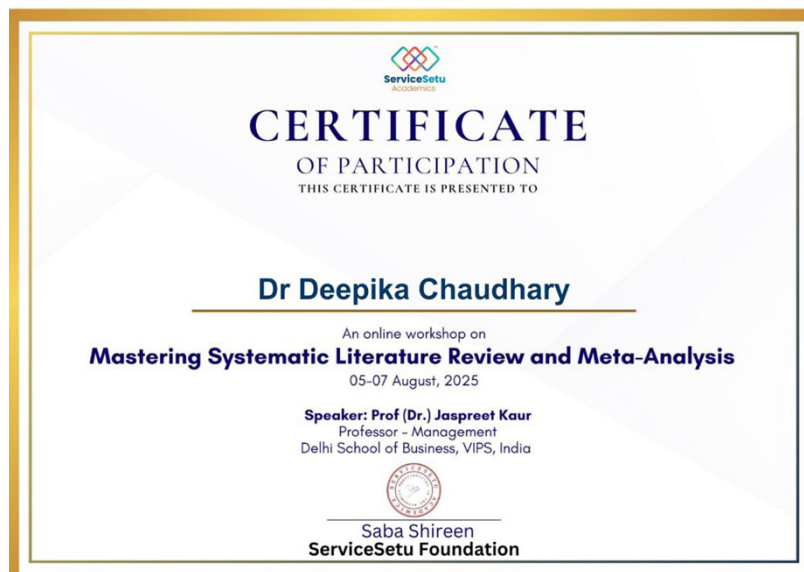 ServiceSetu
Academics
CERTIFICATE
OF PARTICIPATION
THIS CERTIFICATE IS PRESENTED TO
Dr Deepika Chaudhary
An online workshop on
Mastering Systematic Literature Review and Meta-Analysis
05-07 August, 2025
Speaker: Prof (Dr.) Jaspreet Kaur
Professor - Management
Delhi School of Business, VIPS, India
SERVICESETU
ACADEMICS
Saba Shireen
ServiceSetu Foundation